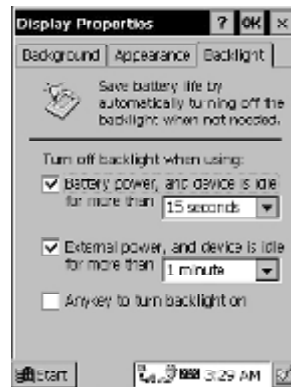 Display Properties ? OK ×
Background Appearance Backlight
Save battery life by
automatically turning off the
backlight when not needed.
Turn off backlight when using:
Battery power, and device is idle
for more than 15 seconds
External power, and device is idle
for more than 1 minute
Anykey to turn backlight on
Start 3:29 AM